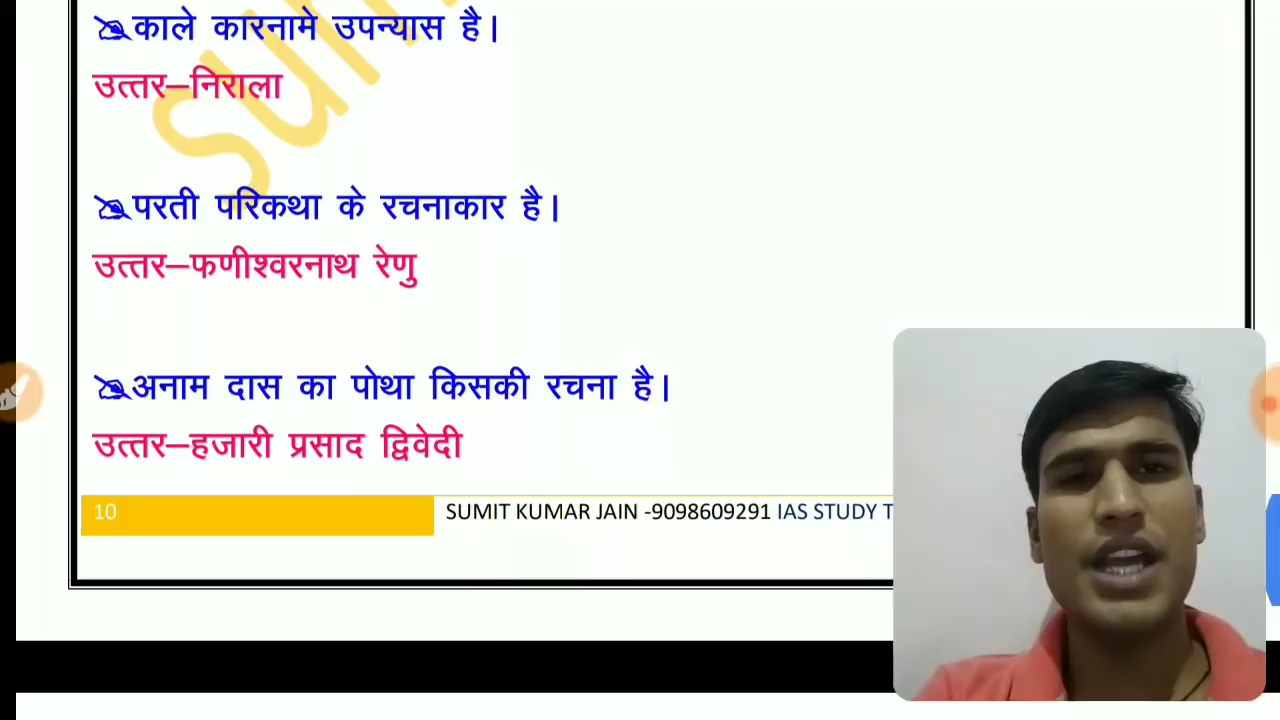 काले कारनामे उपन्यास है।
उत्तर–निराला
परती परिकथा के रचनाकार है।
उत्तर–फणीश्वरनाथ रेणु
अनाम दास का पोथा किसकी रचना है।
उत्तर–हजारी प्रसाद द्विवेदी
10 SUMIT KUMAR JAIN -9098609291 IAS STUDY T